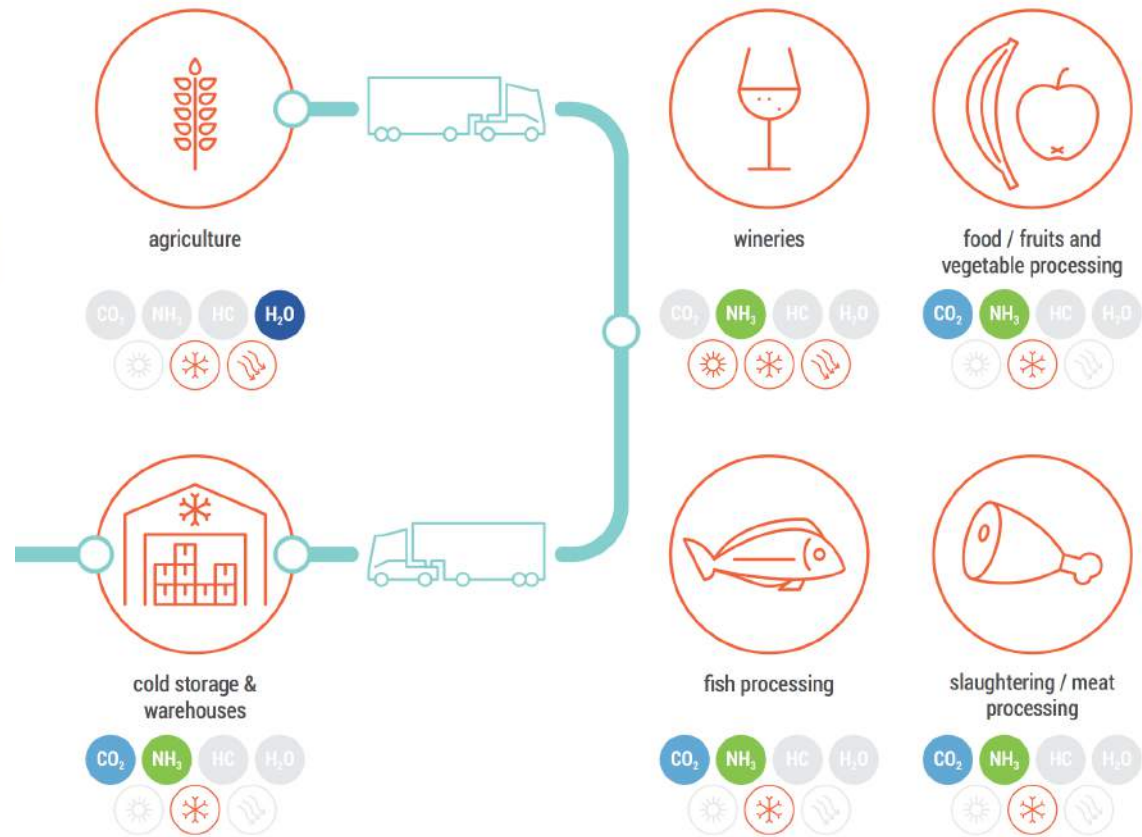 agriculture
CO₂ NH₃ HC H₂O
wineries
CO₂ NH₃ HC H₂O
food / fruits and
vegetable processing
CO₂ NH₃ HC H₂O
cold storage &
warehouses
CO₂ NH₃ HC H₂O
fish processing
CO₂ NH₃ HC H₂O
slaughtering / meat
processing
CO₂ NH₃ HC H₂O